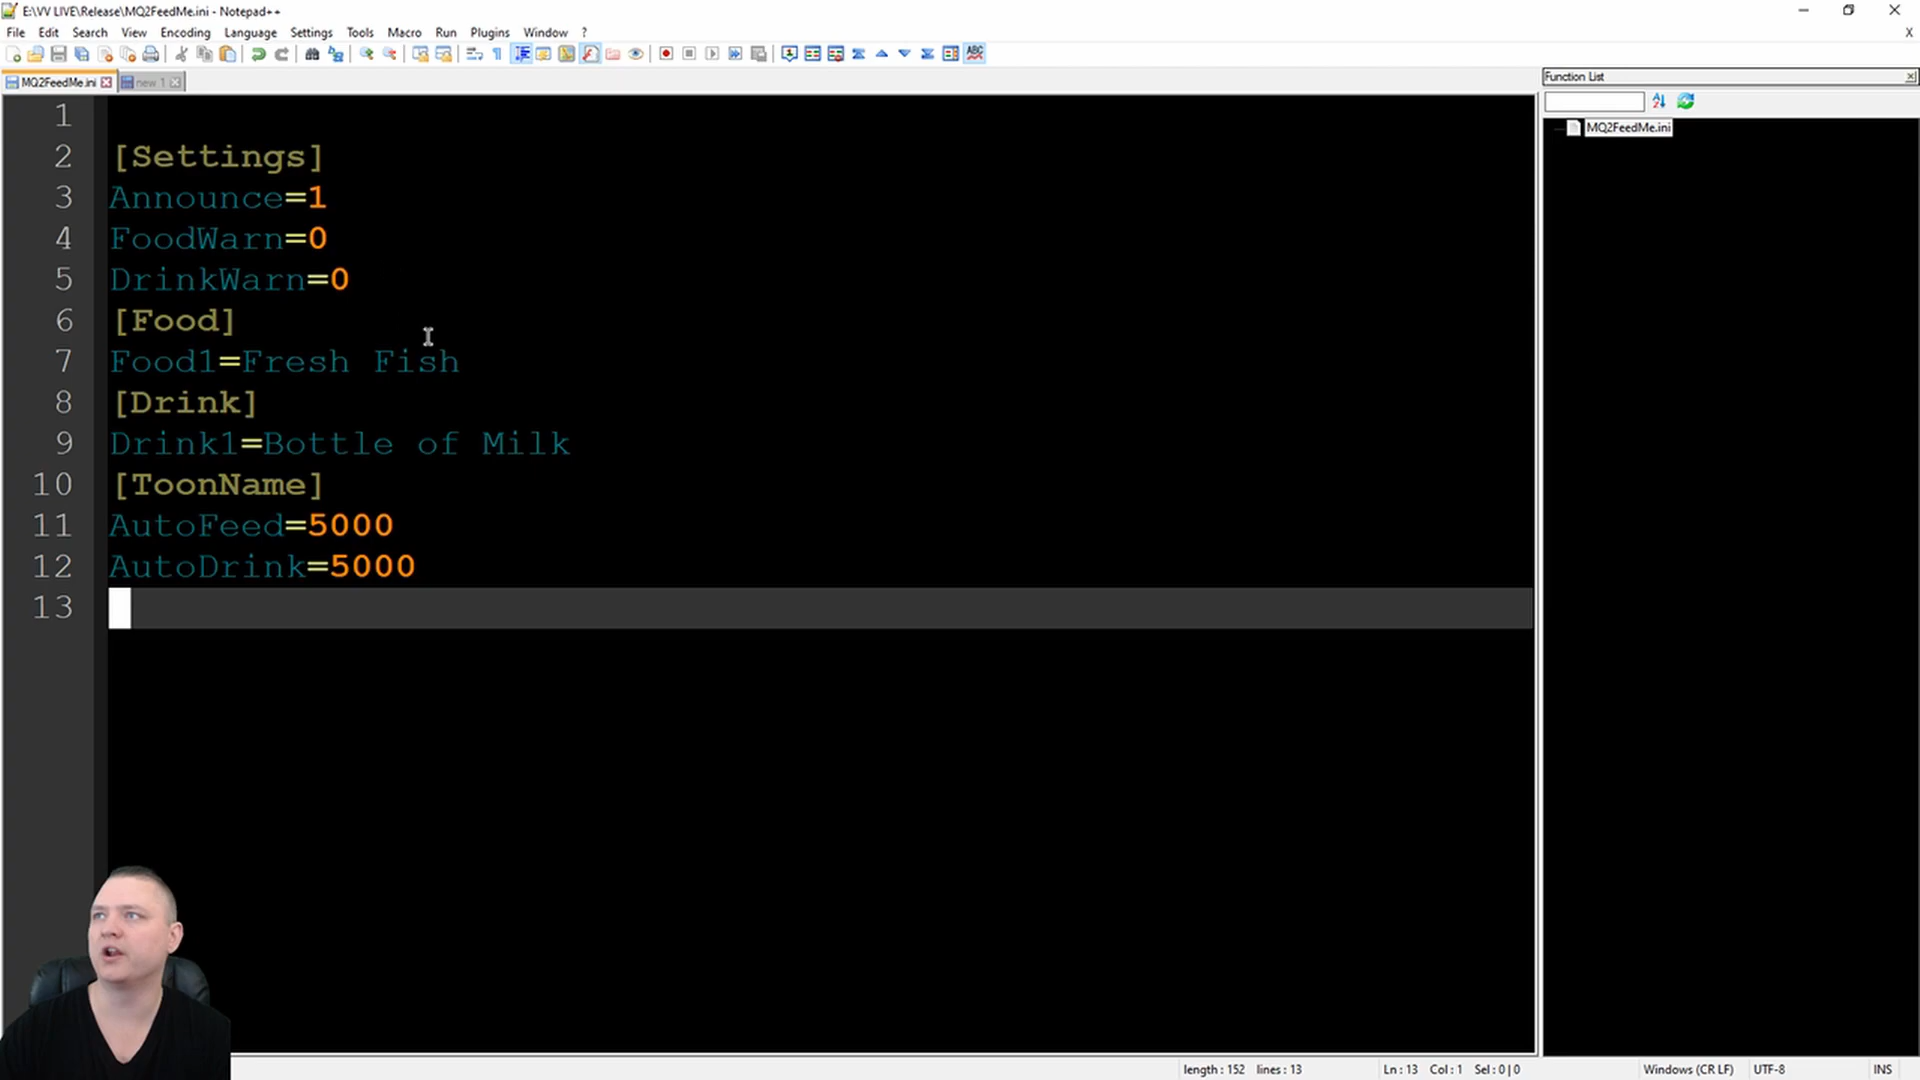 E:\VV LIVE\Release\MQ2FeedMe.ini - Notepad++
File Edit Search View Encoding Language Settings Tools Macro Run Plugins Window ? X
MQ2FeedMe.ini new 1
Function List
MQ2FeedMe.ini
1
2 [Settings]
3 Announce=1
4 FoodWarn=0
5 DrinkWarn=0
6 [Food]
7 Food1=Fresh Fish
8 [Drink]
9 Drink1=Bottle of Milk
10 [ToonName]
11 AutoFeed=5000
12 AutoDrink=5000
13
length : 152 lines : 13 Ln : 13 Col : 1 Sel : 0 | 0 Windows (CR LF) UTF-8 INS